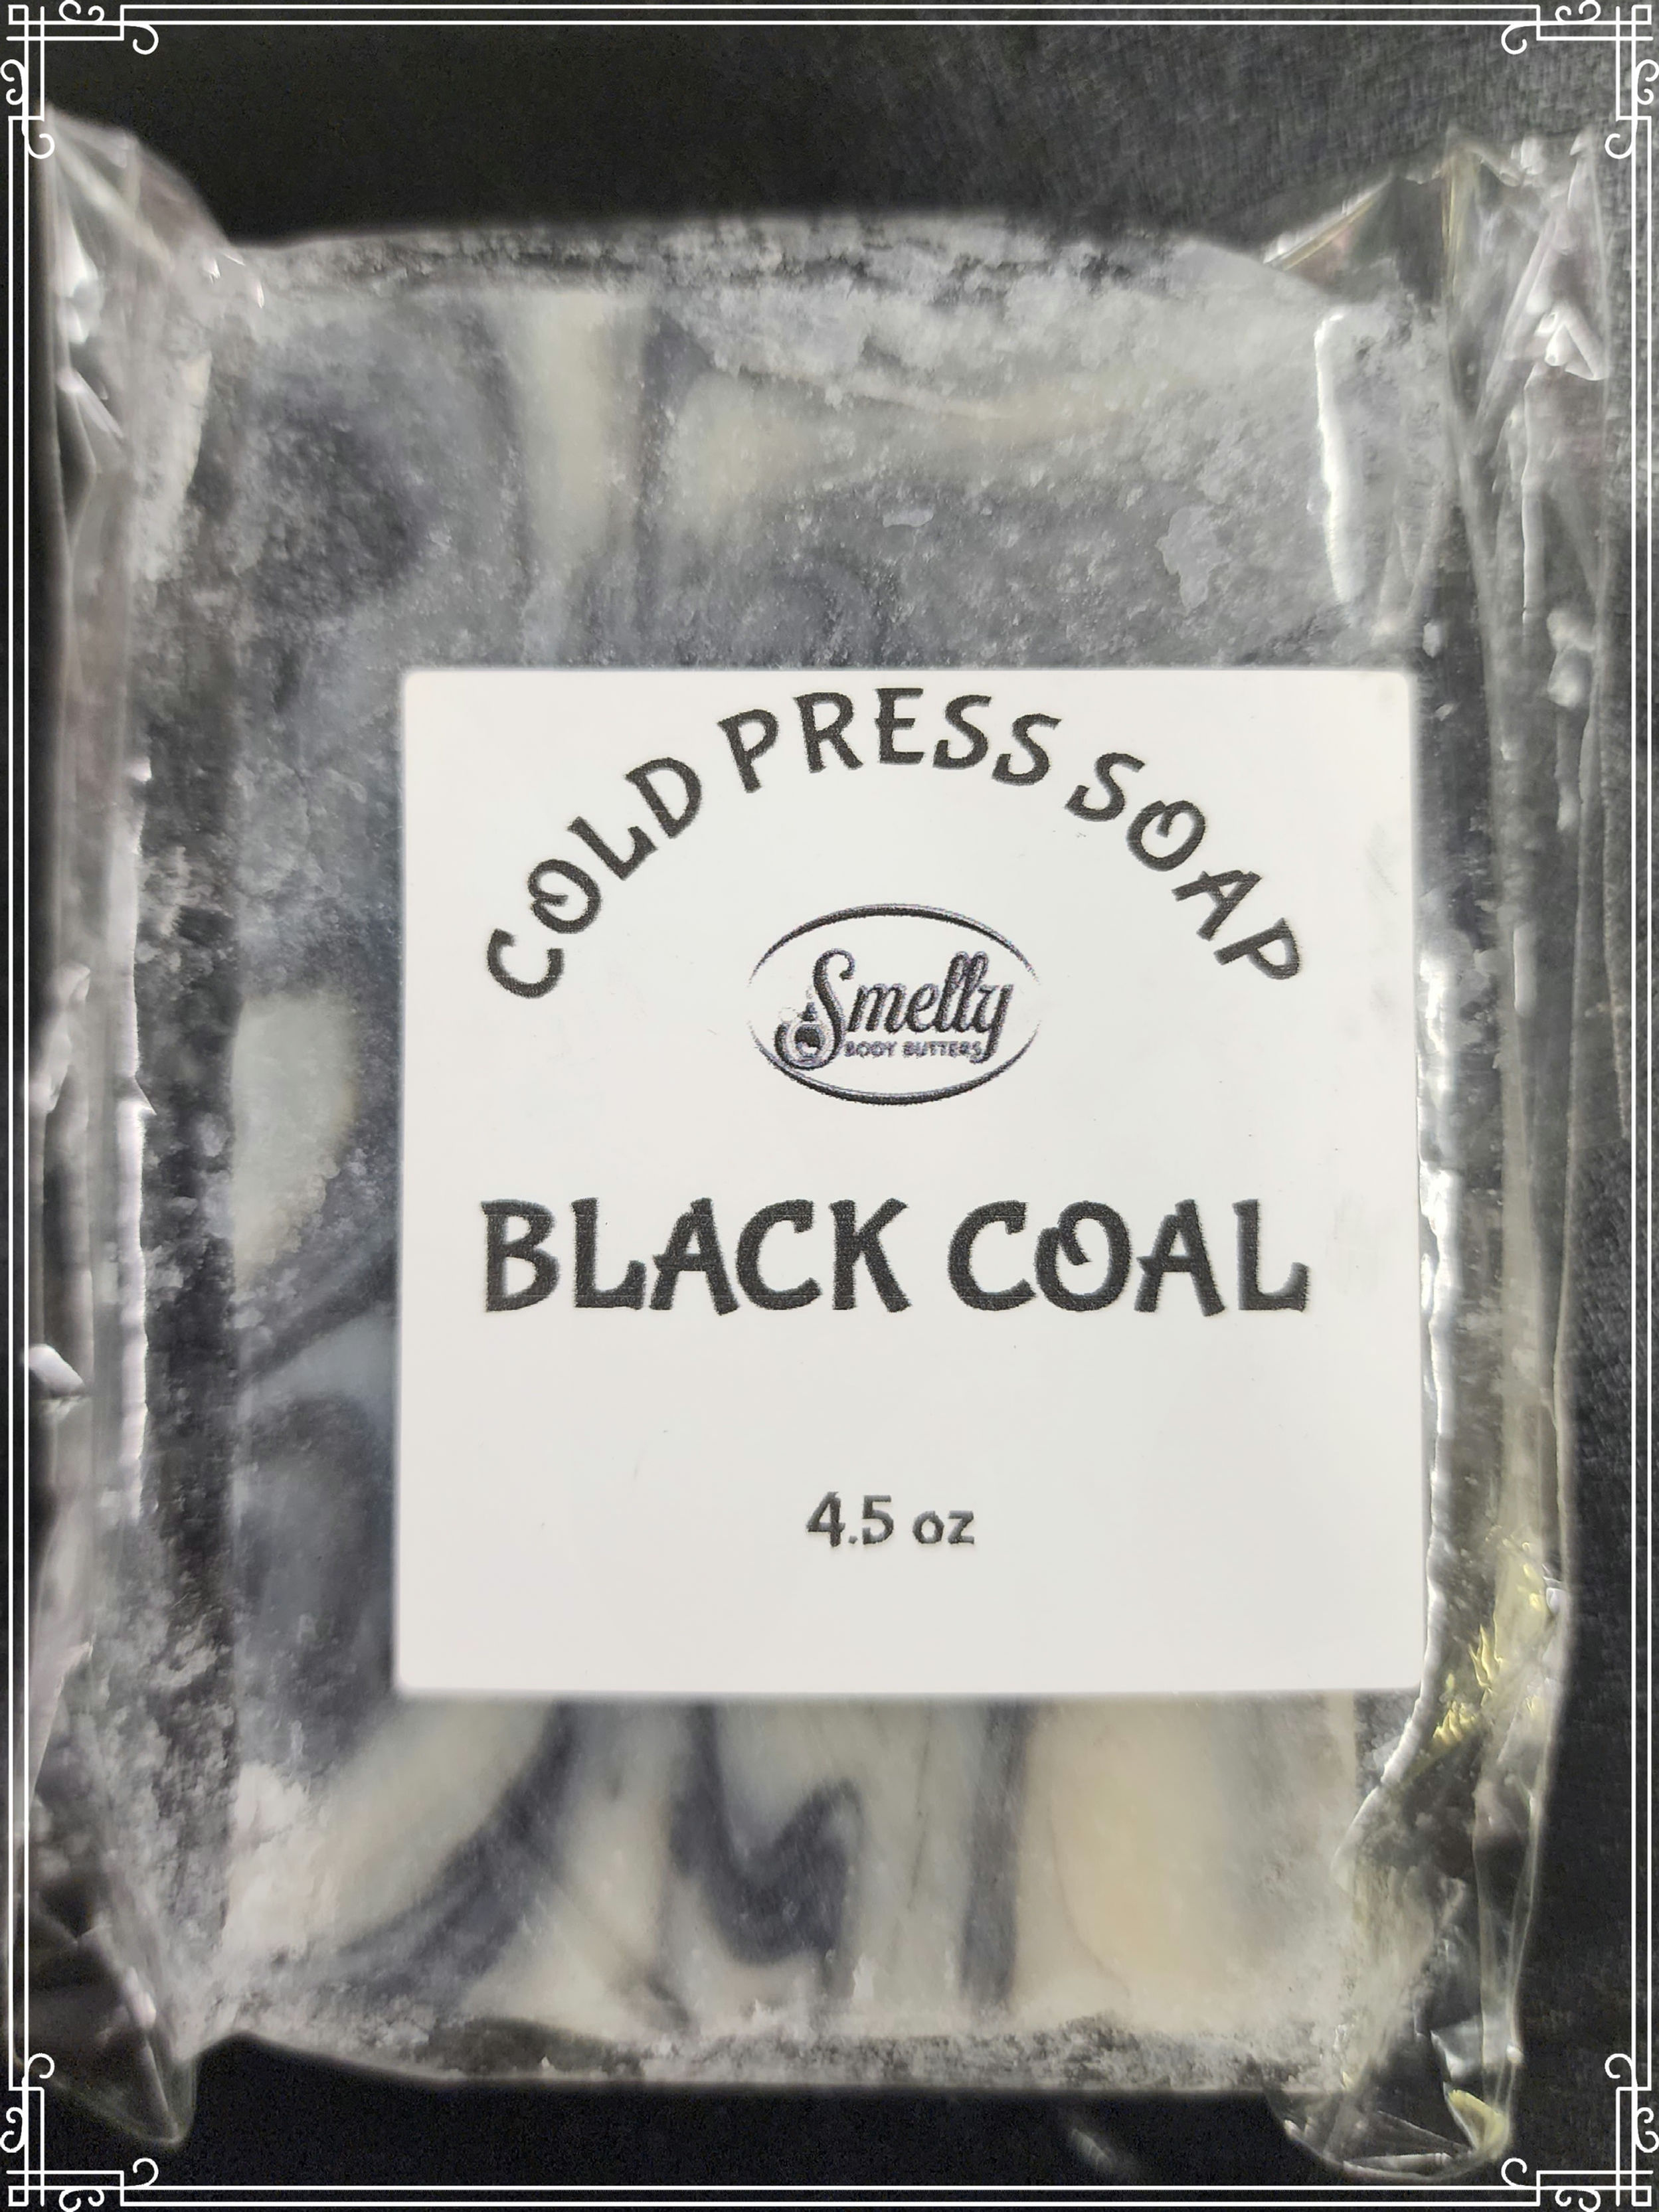 COLD PRESS SOAP
Smelly
BODY BUTTERS
BLACK COAL
4.5 oz